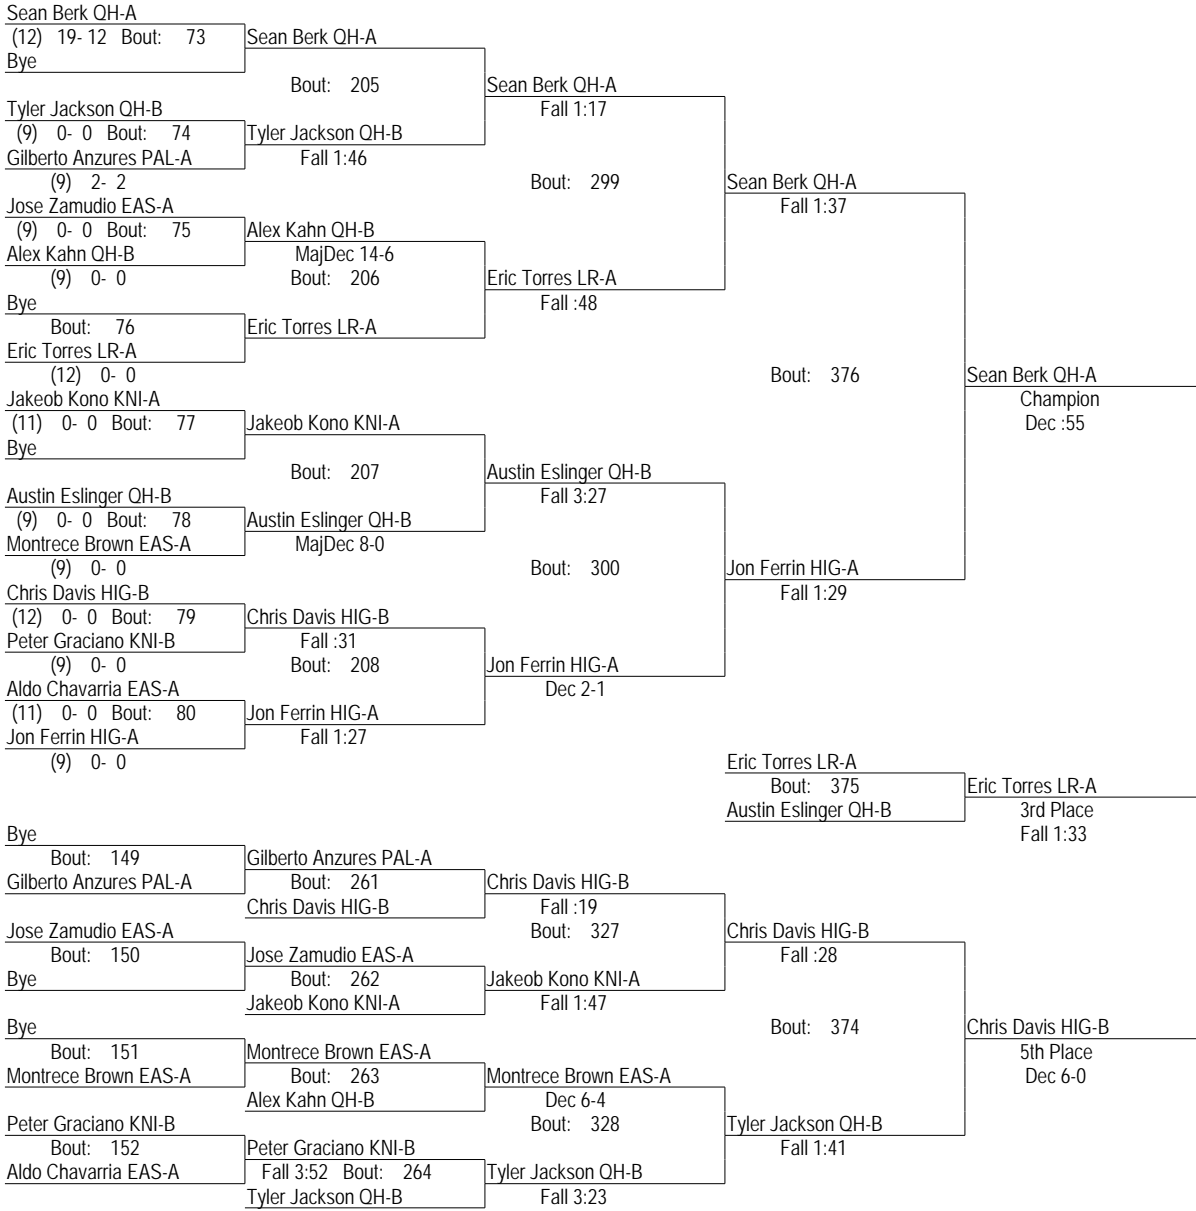 Sean Berk QH-A
(12) 19- 12 Bout: 73 Sean Berk QH-A
Bye
Bout: 205 Sean Berk QH-A
Tyler Jackson QH-B Fall 1:17
(9) 0- 0 Bout: 74 Tyler Jackson QH-B
Gilberto Anzures PAL-A Fall 1:46
(9) 2- 2 Bout: 299 Sean Berk QH-A
Jose Zamudio EAS-A Fall 1:37
(9) 0- 0 Bout: 75 Alex Kahn QH-B
Alex Kahn QH-B MajDec 14-6
(9) 0- 0 Bout: 206 Eric Torres LR-A
Bye Fall :48
Bout: 76 Eric Torres LR-A
Eric Torres LR-A
(12) 0- 0 Bout: 376 Sean Berk QH-A
Jakeob Kono KNI-A Champion
(11) 0- 0 Bout: 77 Jakeob Kono KNI-A Dec :55
Bye
Bout: 207 Austin Eslinger QH-B
Austin Eslinger QH-B Fall 3:27
(9) 0- 0 Bout: 78 Austin Eslinger QH-B
Montrece Brown EAS-A MajDec 8-0
(9) 0- 0 Bout: 300 Jon Ferrin HIG-A
Chris Davis HIG-B Fall 1:29
(12) 0- 0 Bout: 79 Chris Davis HIG-B
Peter Graciano KNI-B Fall :31
(9) 0- 0 Bout: 208 Jon Ferrin HIG-A
Aldo Chavarria EAS-A Dec 2-1
(11) 0- 0 Bout: 80 Jon Ferrin HIG-A
Jon Ferrin HIG-A Fall 1:27
(9) 0- 0 Eric Torres LR-A
Bout: 375 Eric Torres LR-A
Austin Eslinger QH-B 3rd Place
Bye Fall 1:33
Bout: 149 Gilberto Anzures PAL-A
Gilberto Anzures PAL-A Bout: 261 Chris Davis HIG-B
Chris Davis HIG-B Fall :19
Jose Zamudio EAS-A Bout: 327 Chris Davis HIG-B
Bout: 150 Jose Zamudio EAS-A Fall :28
Bye Bout: 262 Jakeob Kono KNI-A
Jakeob Kono KNI-A Fall 1:47
Bye Bout: 374 Chris Davis HIG-B
Bout: 151 Montrece Brown EAS-A 5th Place
Montrece Brown EAS-A Bout: 263 Montrece Brown EAS-A Dec 6-0
Alex Kahn QH-B Dec 6-4
Peter Graciano KNI-B Bout: 328 Tyler Jackson QH-B
Bout: 152 Peter Graciano KNI-B Fall 1:41
Aldo Chavarria EAS-A Fall 3:52 Bout: 264 Tyler Jackson QH-B
Tyler Jackson QH-B Fall 3:23